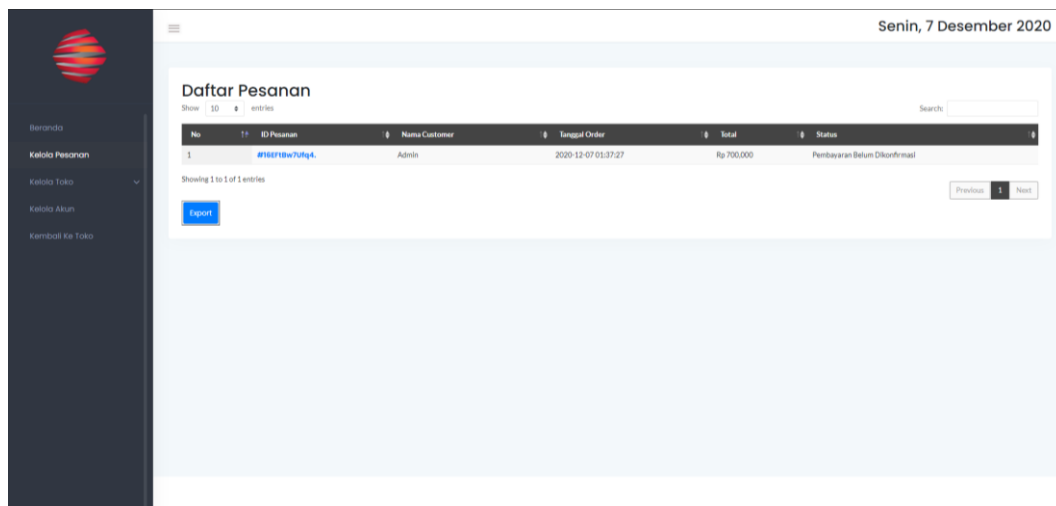 Senin, 7 Desember 2020
Beranda
Kelola Pesanan
Kelola Toko
Kelola Akun
Kembali Ke Toko
Daftar Pesanan
Show 10 entries
Search:
No ID Pesanan Nama Customer Tanggal Order Total Status
1 Admin 2020-12-07 01:37:27 Rp 700,000 Pembayaran Belum Dikonfirmasi
Showing 1 to 1 of 1 entries
Previous 1 Next
Export